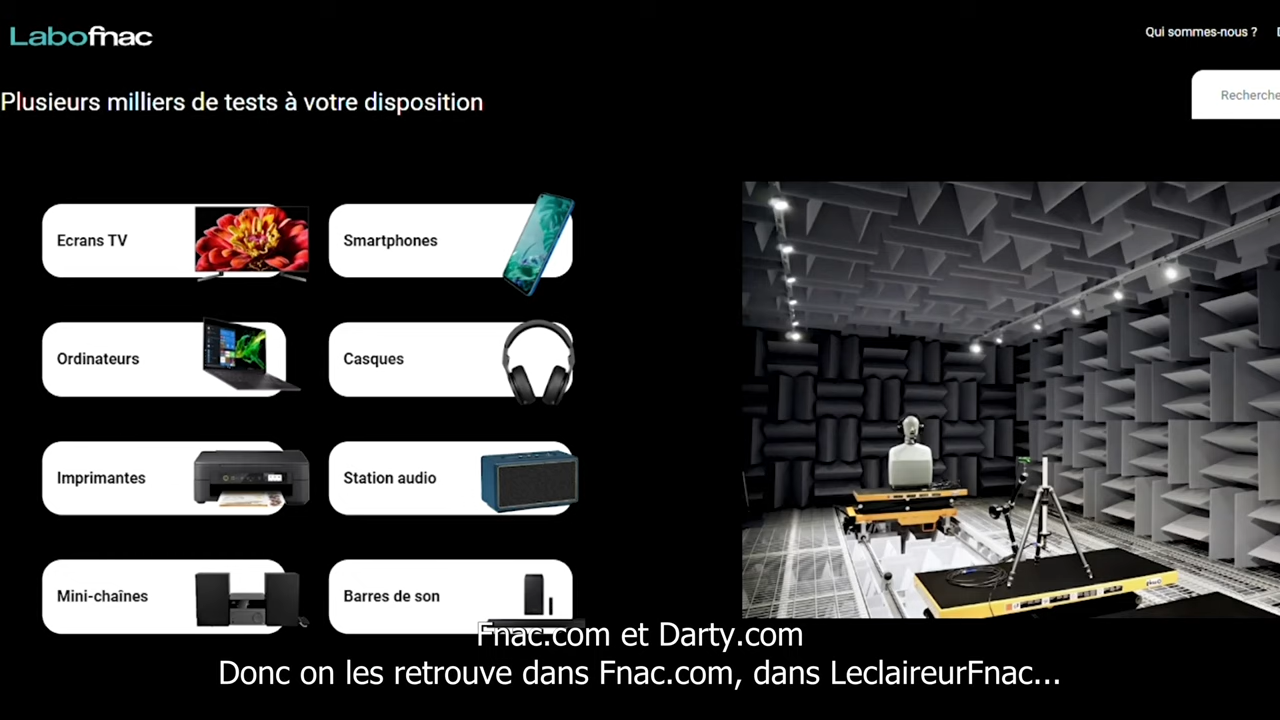 Labofnac
Qui sommes-nous ?
Plusieurs milliers de tests à votre disposition
Recherche
Ecrans TV
Smartphones
Ordinateurs
Casques
Imprimantes
Station audio
Mini-chaînes
Barres de son
Fnac.com et Darty.com
Donc on les retrouve dans Fnac.com, dans LeclaireurFnac...